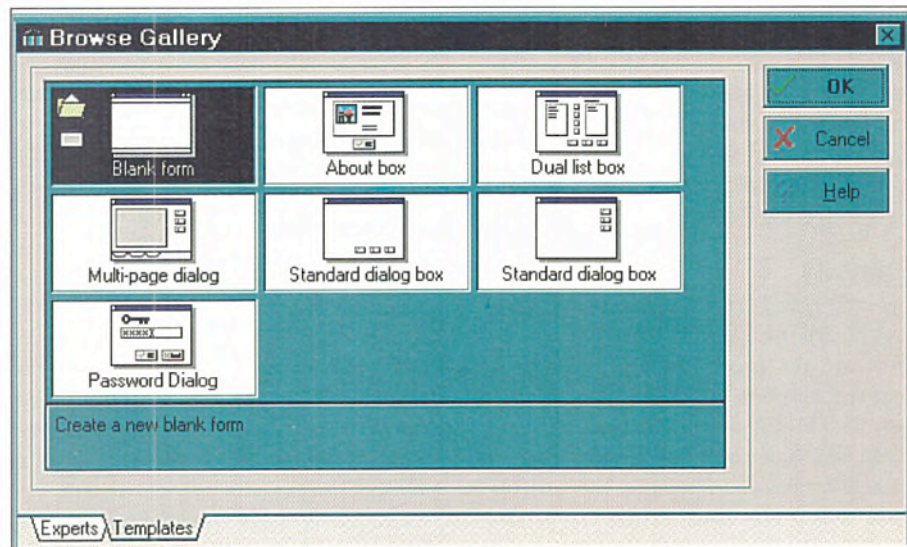 Browse Gallery
OK
Cancel
Help
Blank form
About box
Dual list box
Multi-page dialog
Standard dialog box
Standard dialog box
xxxx
Password Dialog
Create a new blank form
Experts
Templates